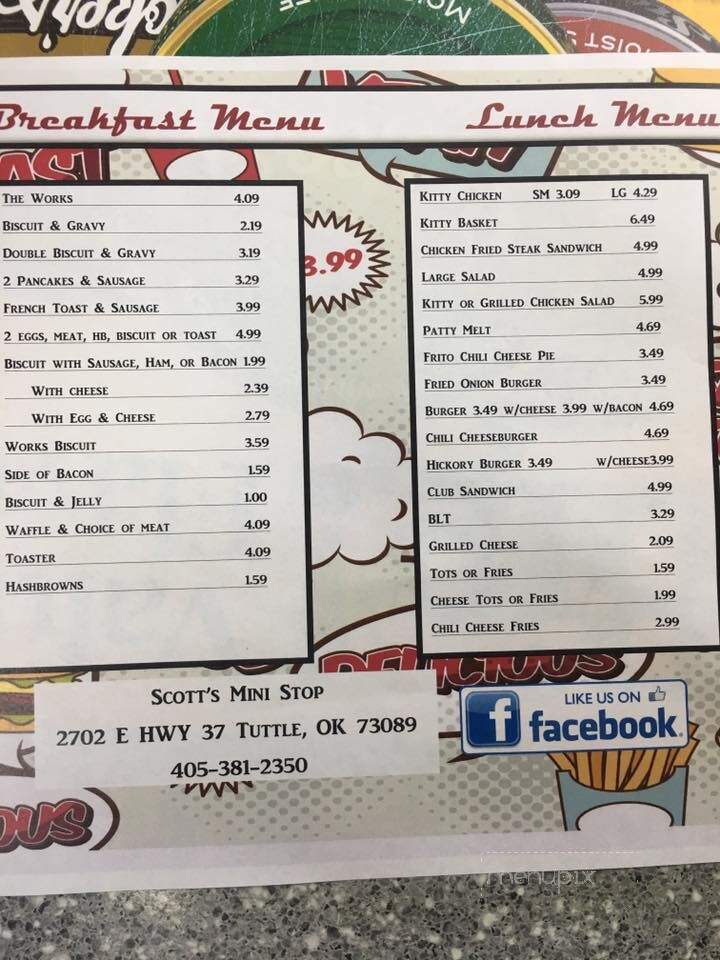 Breakfast Menu
The Works 4.09
Biscuit & Gravy 2.19
Double Biscuit & Gravy 3.19
2 Pancakes & Sausage 3.29
French Toast & Sausage 3.99
2 eggs, meat, hb, biscuit or toast 4.99
Biscuit with Sausage, Ham, or Bacon 1.99
With cheese 2.39
With Egg & Cheese 2.79
Works Biscuit 3.59
Side of Bacon 1.59
Biscuit & Jelly 1.00
Waffle & Choice of meat 4.09
Toaster 4.09
Hashbrowns 1.59
3.99
Lunch Menu
Kitty Chicken SM 3.09 LG 4.29
Kitty Basket 6.49
Chicken Fried Steak Sandwich 4.99
Large Salad 4.99
Kitty or Grilled Chicken Salad 5.99
Patty Melt 4.69
Frito Chili Cheese Pie 3.49
Fried Onion Burger 3.49
Burger 3.49 w/cheese 3.99 w/bacon 4.69
Chili Cheeseburger 4.69
Hickory Burger 3.49 w/cheese3.99
Club Sandwich 4.99
BLT 3.29
Grilled Cheese 2.09
Tots or Fries 1.59
Cheese Tots or Fries 1.99
Chili Cheese Fries 2.99
DELICIOUS
Scott's Mini Stop
2702 E HWY 37 Tuttle, OK 73089
405-381-2350
LIKE US ON
f facebook
OUS
menupix